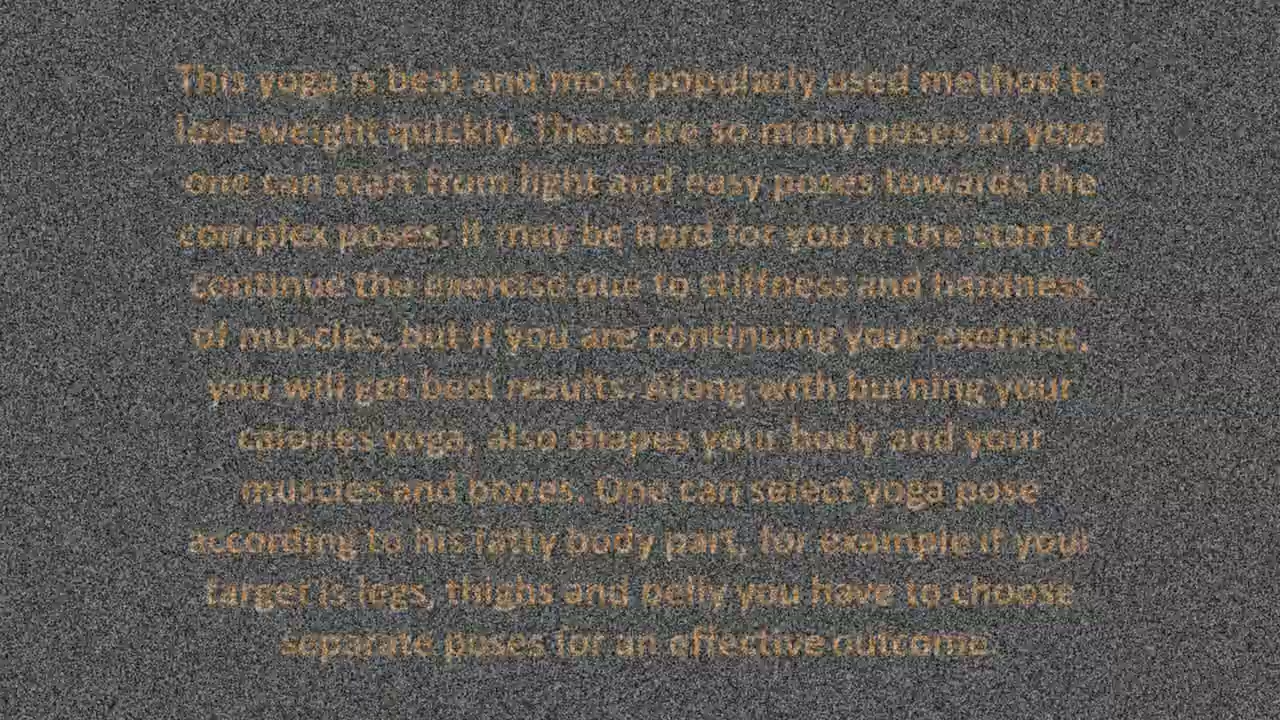 This yoga is best and most popularly used method to
lose weight quickly. There are so many poses of yoga
one can start from light and easy poses towards the
complex poses. It may be hard for you in the start to
continue the exercise due to stiffness and hardness
of muscles, but if you are continuing your exercise,
you will get best results. Along with burning your
calories yoga, also shapes your body and your
muscles and bones. One can select yoga pose
according to his fatty body part, for example if your
target is legs, thighs and belly you have to choose
separate poses for an effective outcome.